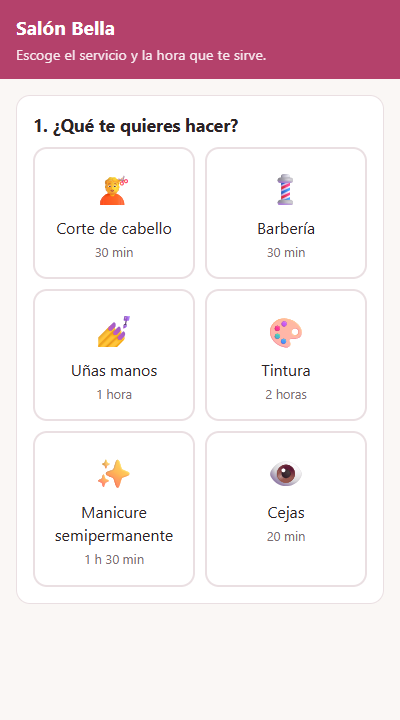 Salón Bella
Escoge el servicio y la hora que te sirve.
1. ¿Qué te quieres hacer?
Corte de cabello
30 min
Barbería
30 min
Uñas manos
1 hora
Tintura
2 horas
Manicure
semipermanente
1 h 30 min
Cejas
20 min